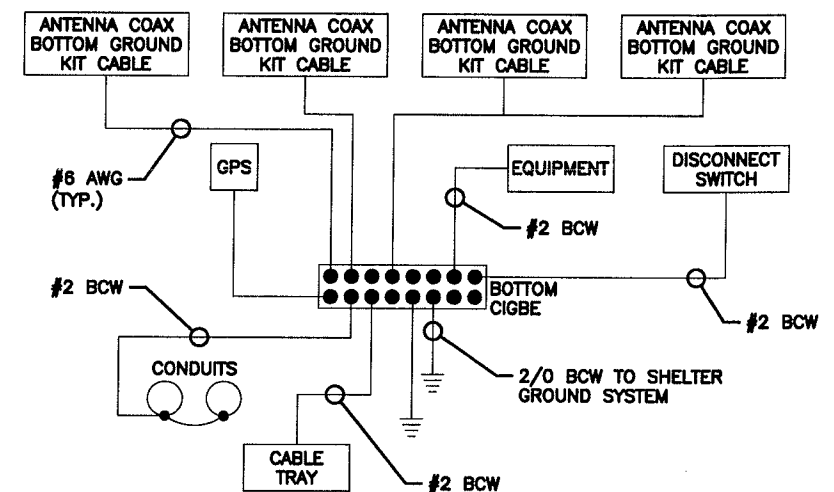 ANTENNA COAX
BOTTOM GROUND
KIT CABLE
ANTENNA COAX
BOTTOM GROUND
KIT CABLE
ANTENNA COAX
BOTTOM GROUND
KIT CABLE
ANTENNA COAX
BOTTOM GROUND
KIT CABLE
#6 AWG
(TYP.)
GPS
EQUIPMENT
DISCONNECT
SWITCH
#2 BCW
#2 BCW
BOTTOM
CIGBE
#2 BCW
CONDUITS
2/0 BCW TO SHELTER
GROUND SYSTEM
CABLE
TRAY
#2 BCW